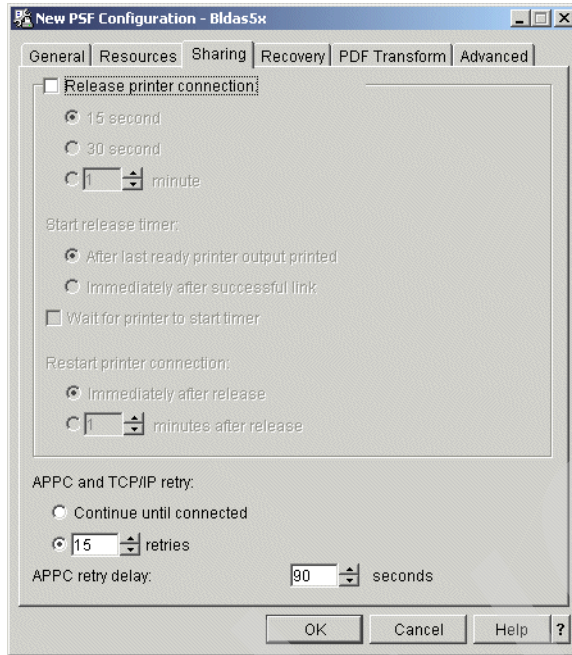 New PSF Configuration - Bldas5x
General Resources Sharing Recovery PDF Transform Advanced
Release printer connection:
15 second
30 second
1 minute
Start release timer:
After last ready printer output printed
Immediately after successful link
Wait for printer to start timer
Restart printer connection:
Immediately after release
1 minutes after release
APPC and TCP/IP retry:
Continue until connected
15 retries
APPC retry delay: 90 seconds
OK Cancel Help ?